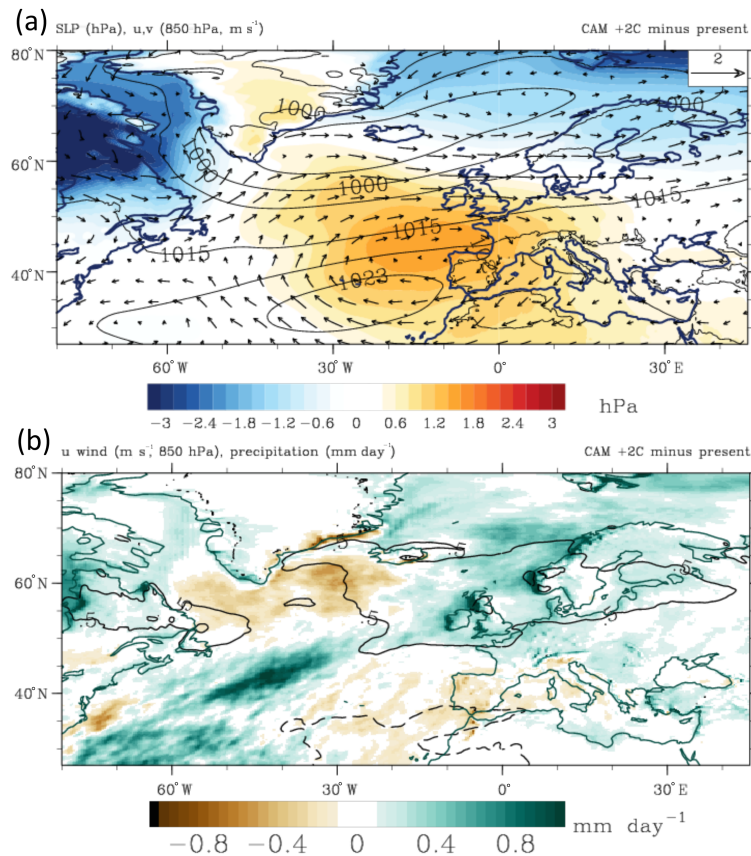 (a)
SLP (hPa), u,v (850 hPa, m s⁻¹) CAM +2C minus present
80°N
2
1000
1000
60°N
1000
1000
1015
1015
1015
40°N
1023
60°W 30°W 0° 30°E
hPa
−3 −2.4 −1.8 −1.2 −0.6 0 0.6 1.2 1.8 2.4 3
(b)
u wind (m s⁻¹, 850 hPa), precipitation (mm day⁻¹) CAM +2C minus present
80°N
.5
60°N
.5
.5
.5
40°N
60°W 30°W 0° 30°E
mm day⁻¹
−0.8 −0.4 0 0.4 0.8